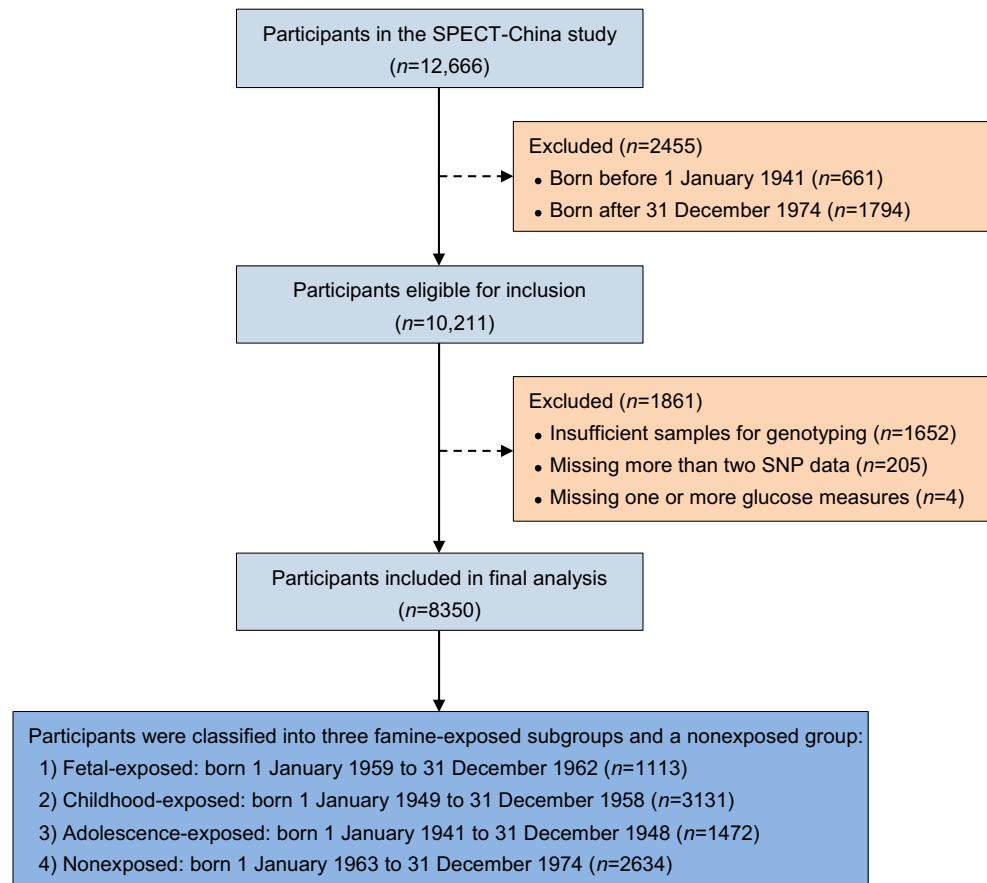 Participants in the SPECT-China study
(n=12,666)
Excluded (n=2455)
• Born before 1 January 1941 (n=661)
• Born after 31 December 1974 (n=1794)
Participants eligible for inclusion
(n=10,211)
Excluded (n=1861)
• Insufficient samples for genotyping (n=1652)
• Missing more than two SNP data (n=205)
• Missing one or more glucose measures (n=4)
Participants included in final analysis
(n=8350)
Participants were classified into three famine-exposed subgroups and a nonexposed group:
1) Fetal-exposed: born 1 January 1959 to 31 December 1962 (n=1113)
2) Childhood-exposed: born 1 January 1949 to 31 December 1958 (n=3131)
3) Adolescence-exposed: born 1 January 1941 to 31 December 1948 (n=1472)
4) Nonexposed: born 1 January 1963 to 31 December 1974 (n=2634)